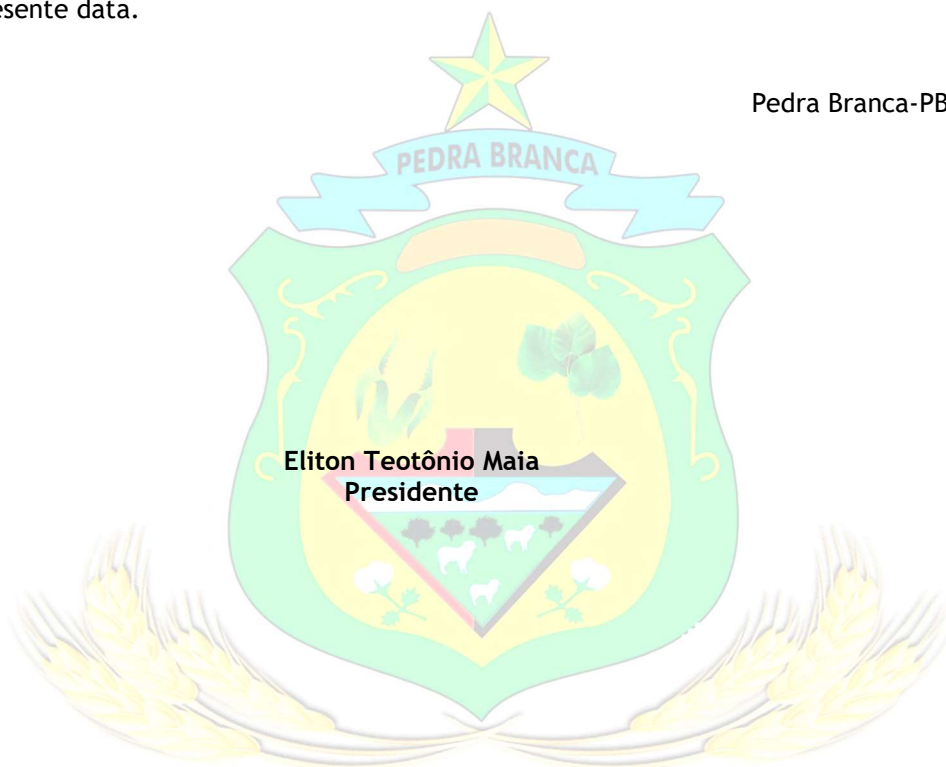 esente data.
Pedra Branca-PB
PEDRA BRANCA
Eliton Teotônio Maia
Presidente